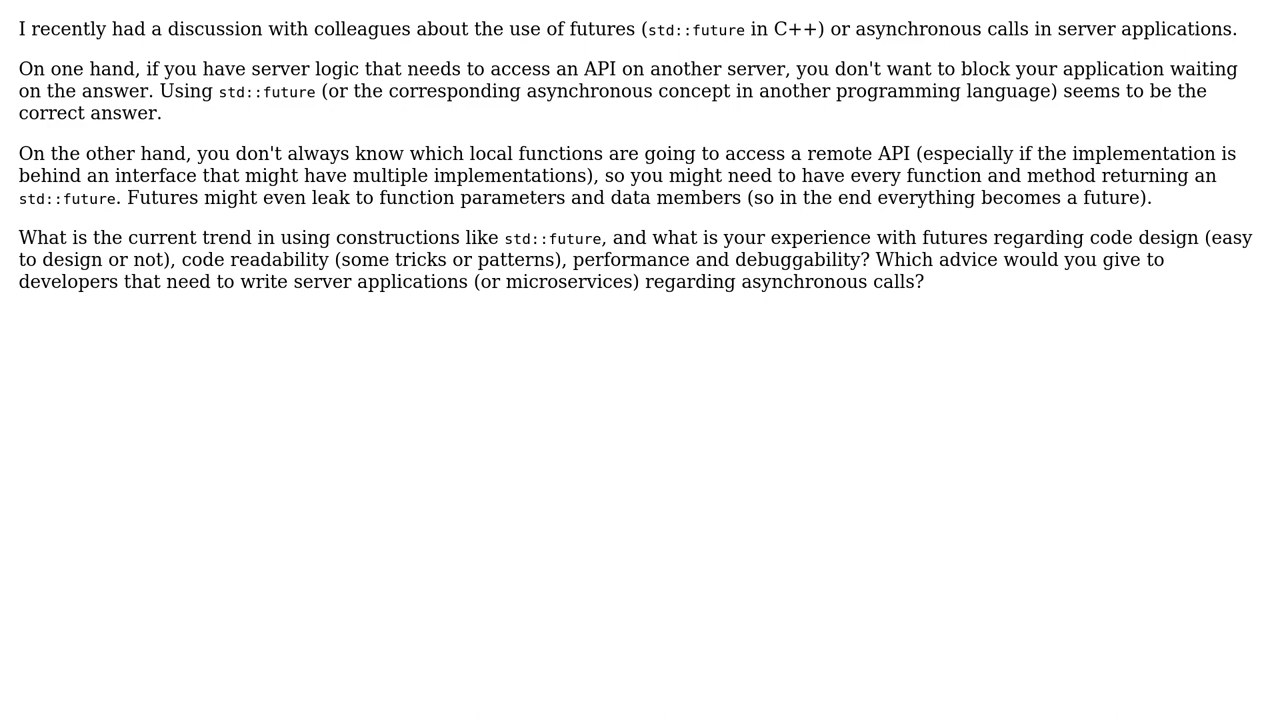 I recently had a discussion with colleagues about the use of futures (std::future in C++) or asynchronous calls in server applications.
On one hand, if you have server logic that needs to access an API on another server, you don't want to block your application waiting
on the answer. Using std::future (or the corresponding asynchronous concept in another programming language) seems to be the
correct answer.
On the other hand, you don't always know which local functions are going to access a remote API (especially if the implementation is
behind an interface that might have multiple implementations), so you might need to have every function and method returning an
std::future. Futures might even leak to function parameters and data members (so in the end everything becomes a future).
What is the current trend in using constructions like std::future, and what is your experience with futures regarding code design (easy
to design or not), code readability (some tricks or patterns), performance and debuggability? Which advice would you give to
developers that need to write server applications (or microservices) regarding asynchronous calls?